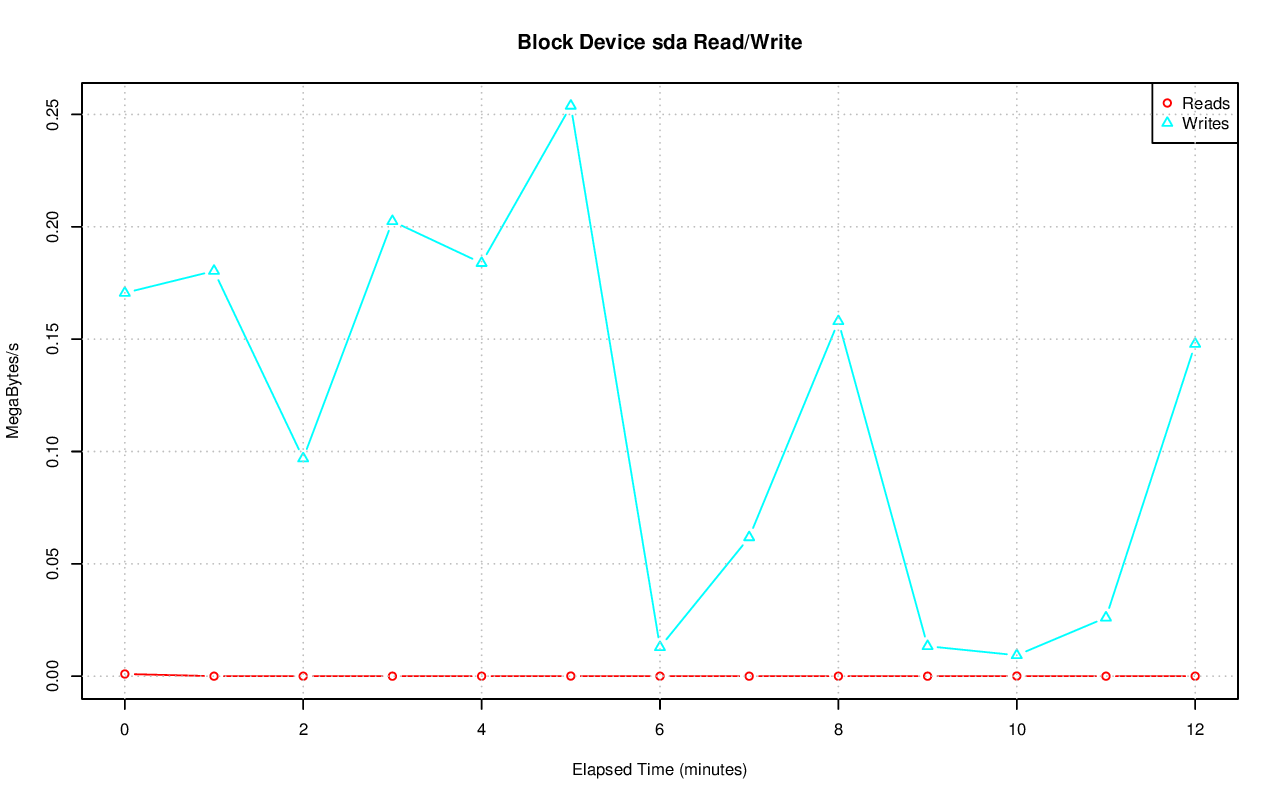 Block Device sda Read/Write
Reads
Writes
MegaBytes/s
0.25
0.20
0.15
0.10
0.05
0.00
0 2 4 6 8 10 12
Elapsed Time (minutes)